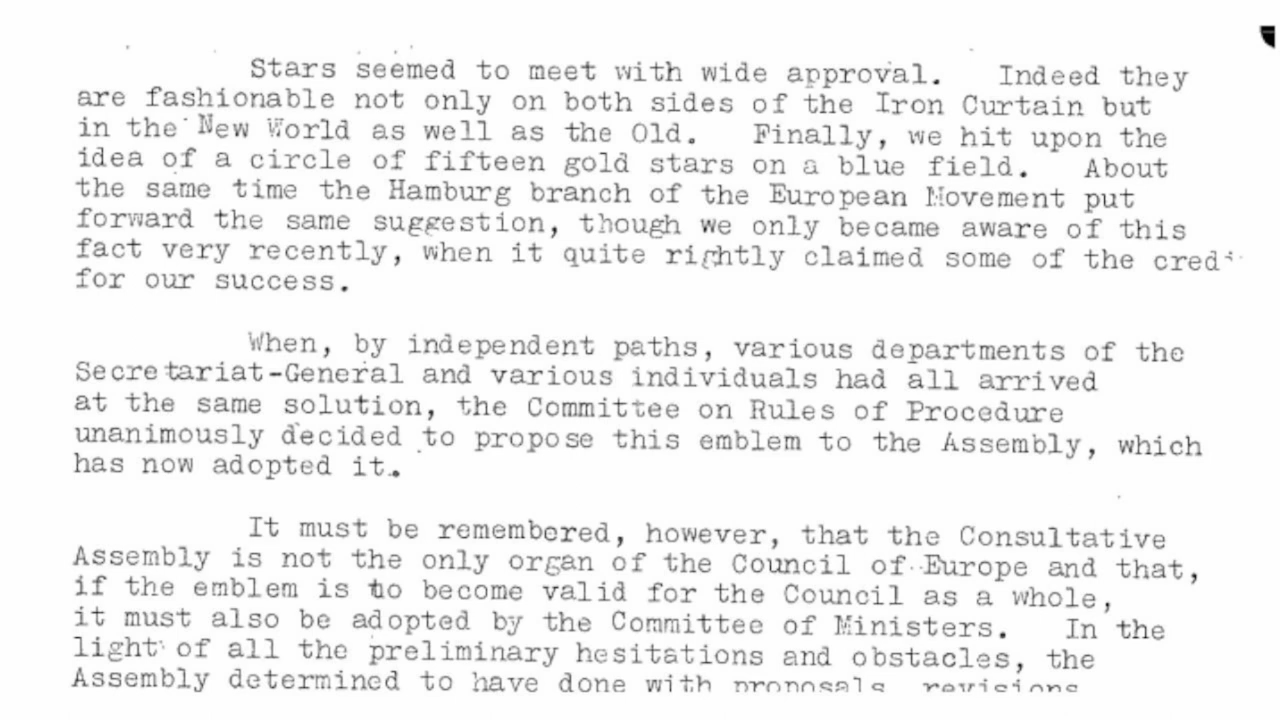 Stars seemed to meet with wide approval. Indeed they
are fashionable not only on both sides of the Iron Curtain but
in the New World as well as the Old. Finally, we hit upon the
idea of a circle of fifteen gold stars on a blue field. About
the same time the Hamburg branch of the European Movement put
forward the same suggestion, though we only became aware of this
fact very recently, when it quite rightly claimed some of the
for our success.
When, by independent paths, various departments of the
Secretariat-General and various individuals had all arrived
at the same solution, the Committee on Rules of Procedure
unanimously decided to propose this emblem to the Assembly, which
has now adopted it.
It must be remembered, however, that the Consultative
Assembly is not the only organ of the Council of Europe and that,
if the emblem is to become valid for the Council as a whole,
it must also be adopted by the Committee of Ministers. In the
light of all the preliminary hesitations and obstacles, the
Assembly determined to have done with proposals, revisions